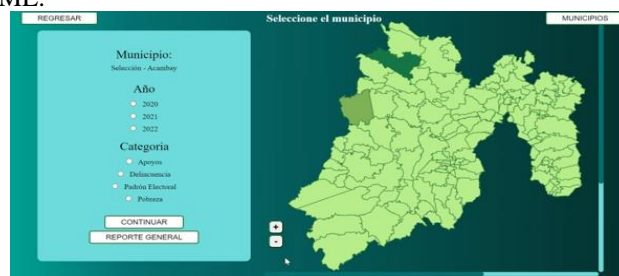 ME.
REGRESAR
Seleccione el municipio
MUNICIPIOS
Municipio:
Selección - Acambay
Año
2020
2021
2022
Categoria
Apoyos
Delincuencia
Padrón Electoral
Pobreza
CONTINUAR
REPORTE GENERAL
+
-